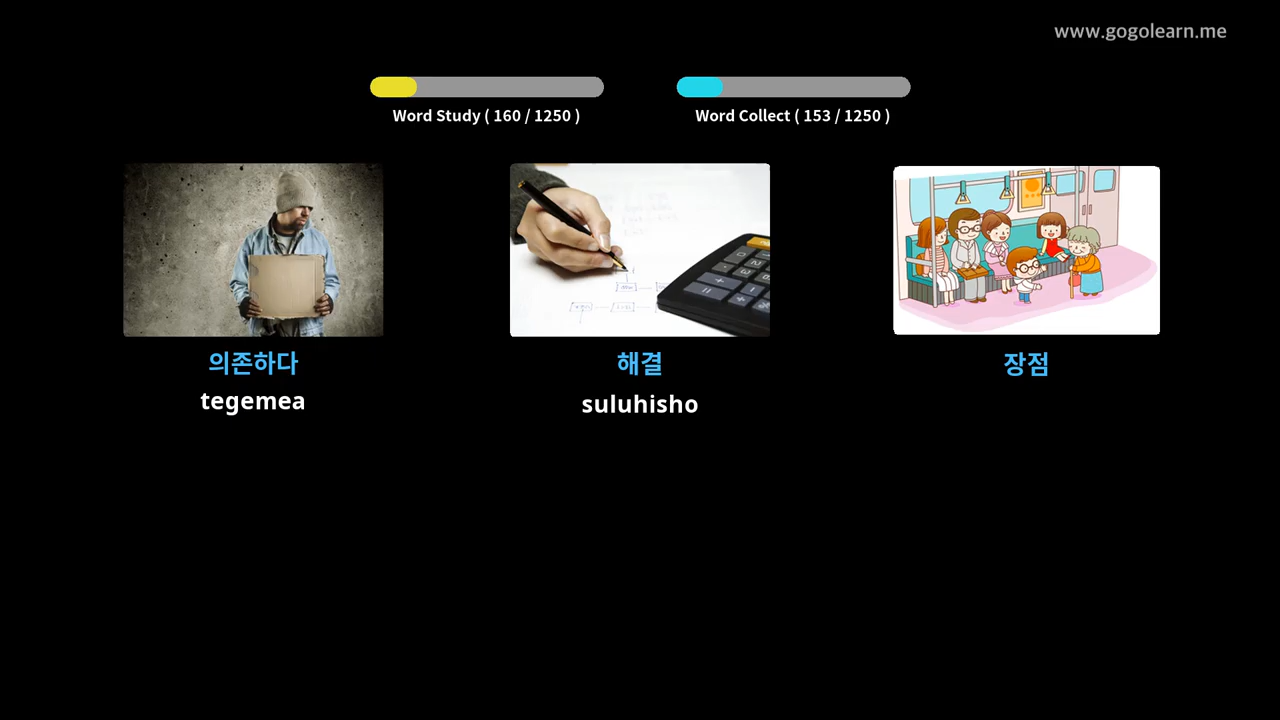 www.gogolearn.me
Word Study ( 160 / 1250 )
Word Collect ( 153 / 1250 )
의존하다
해결
장점
tegemea
suluhisho